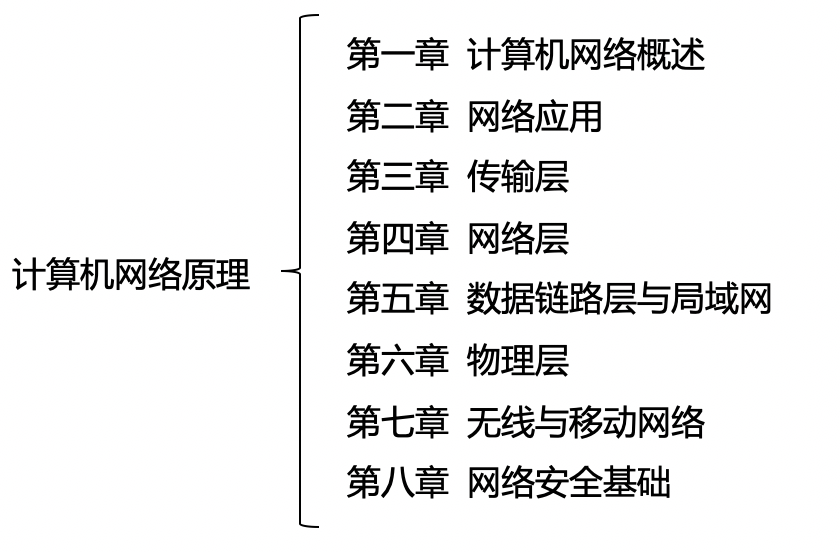 计算机网络原理
第一章 计算机网络概述
第二章 网络应用
第三章 传输层
第四章 网络层
第五章 数据链路层与局域网
第六章 物理层
第七章 无线与移动网络
第八章 网络安全基础